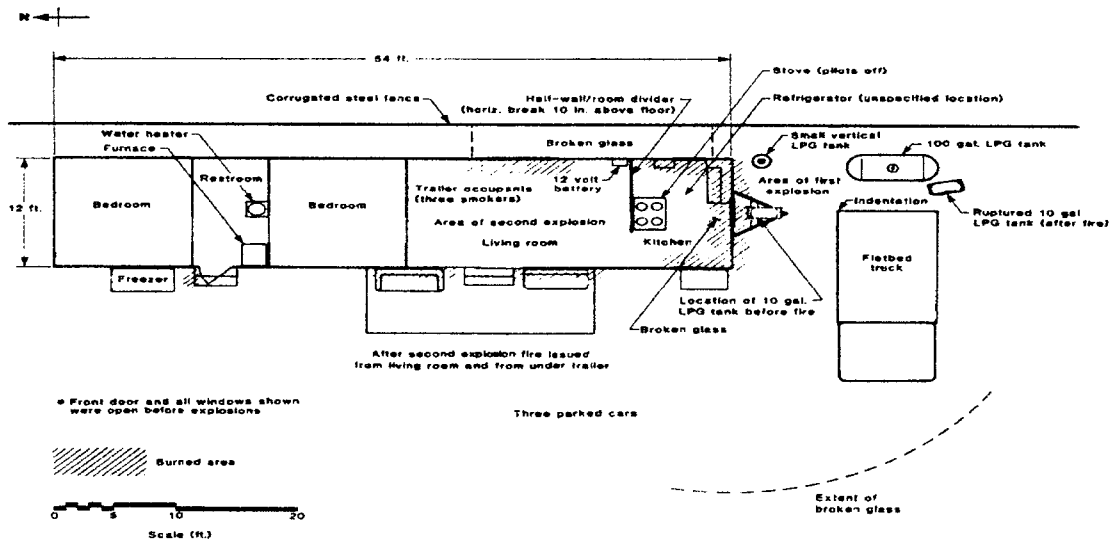 N
54 ft.
Stove (pilots off)
Corrugated steel fence
Half-wall/room divider
(horiz. break 10 in. above floor)
Refrigerator (unspecified location)
Water heater
Furnace
Broken glass
Small vertical
LPG tank
100 gal. LPG tank
12 ft.
Bedroom
Restroom
Bedroom
Trailer occupants
(three smokers)
12 volt
battery
Area of first
explosion
Area of second explosion
Living room
Kitchen
Indentation
Ruptured 10 gal
LPG tank (after fire)
Freezer
Flatbed
truck
Location of 10 gal.
LPG tank before fire
Broken glass
After second explosion fire issued
from living room and from under trailer
* Front door and all windows shown
were open before explosions
Three parked cars
Burned area
Extent of
broken glass
0 5 10 20
Scale (ft.)